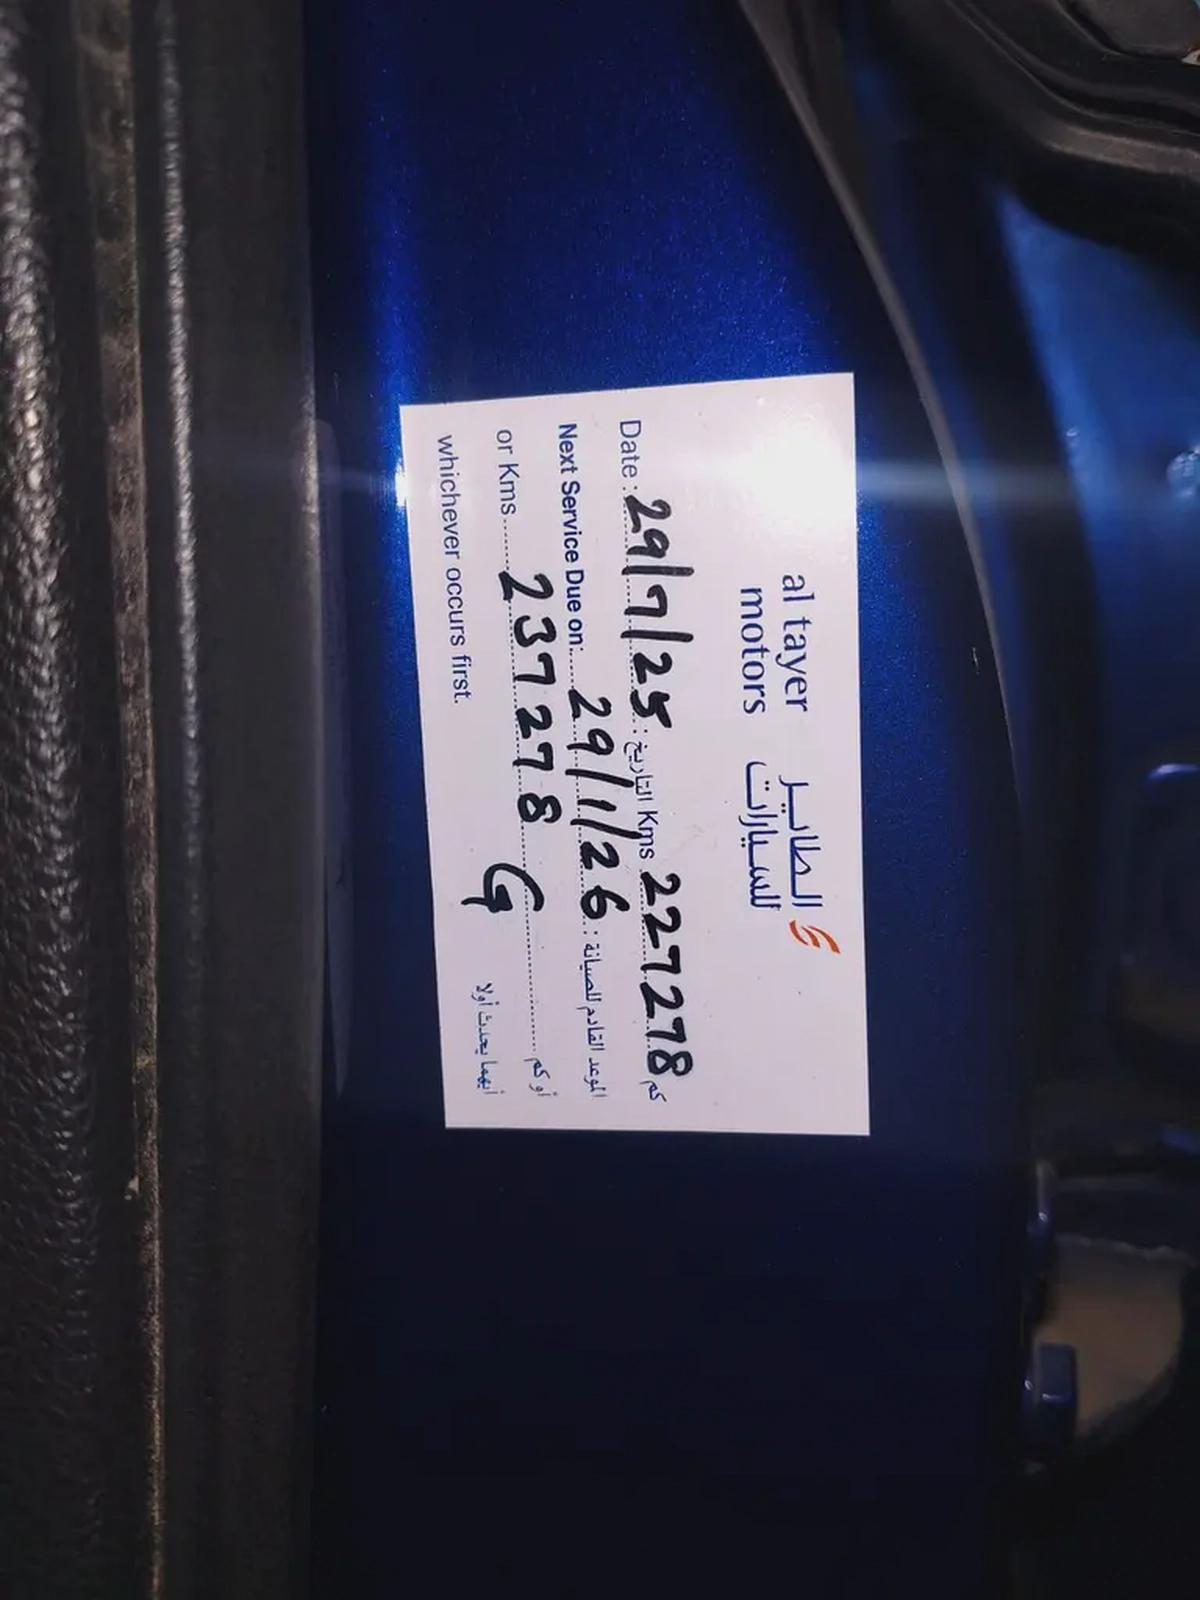 al tayer الطاير
motors للسيارات
Date : 29/7/25 : التاريخ Kms 227278 كم
Next Service Due on: 29/1/26 : الموعد القادم للصيانة
or Kms 237278 أو كم
whichever occurs first. أيهما يحدث أولا